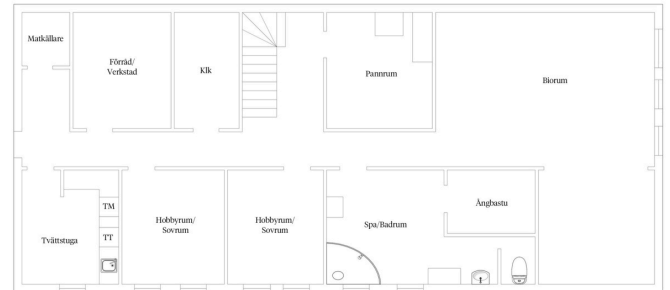 Matkällare
Förråd/
Verkstad
Klk
Pannrum
Biorum
TM
TT
Tvättstuga
Hobbyrum/
Sovrum
Hobbyrum/
Sovrum
Spa/Badrum
Ångbastu